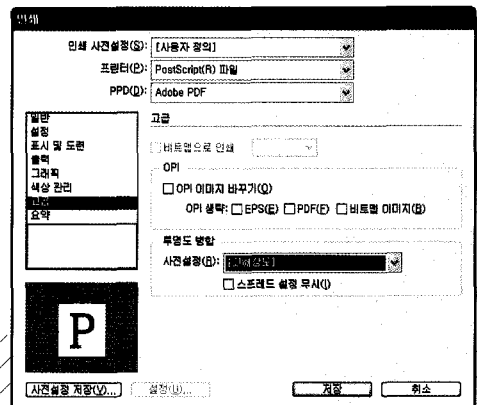 인쇄
인쇄 사전설정(S): [사용자 정의]
프린터(P): PostScript(R) 파일
PPD(D): Adobe PDF
일반
설정
표시 및 도련
출력
그래픽
색상 관리
고급
요약
고급
비트맵으로 인쇄
OPI
OPI 이미지 바꾸기(O)
OPI 생략: EPS(E) PDF(F) 비트맵 이미지(B)
투명도 병합
사전설정(R): [고해상도]
스프레드 설정 무시(I)
P
사전설정 저장(V)... 설정(U)... 저장 취소